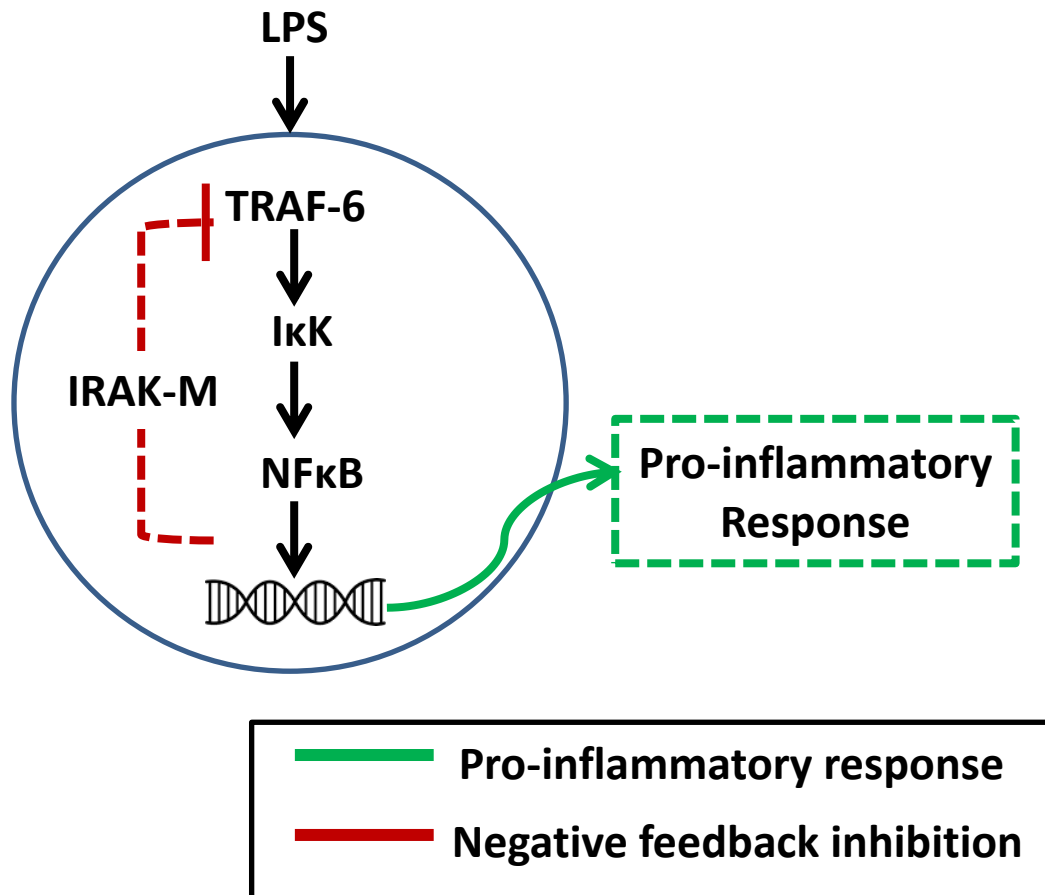 LPS
TRAF-6
IκK
IRAK-M
NFκB
Pro-inflammatory
Response
Pro-inflammatory response
Negative feedback inhibition